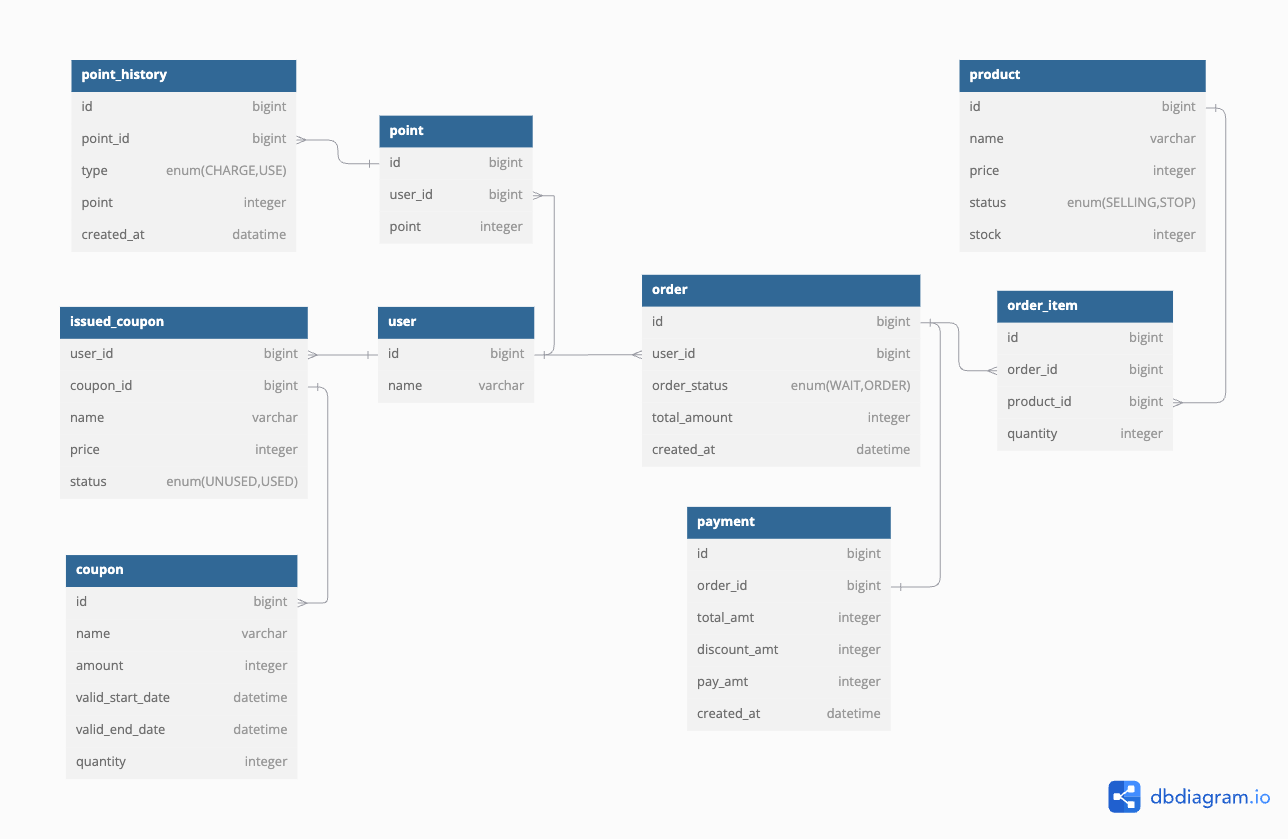 point_history
id bigint
point_id bigint
type enum(CHARGE,USE)
point integer
created_at datatime
point
id bigint
user_id bigint
point integer
product
id bigint
name varchar
price integer
status enum(SELLING,STOP)
stock integer
issued_coupon
user_id bigint
coupon_id bigint
name varchar
price integer
status enum(UNUSED,USED)
user
id bigint
name varchar
order
id bigint
user_id bigint
order_status enum(WAIT,ORDER)
total_amount integer
created_at datetime
order_item
id bigint
order_id bigint
product_id bigint
quantity integer
coupon
id bigint
name varchar
amount integer
valid_start_date datetime
valid_end_date datetime
quantity integer
payment
id bigint
order_id bigint
total_amt integer
discount_amt integer
pay_amt integer
created_at datetime
dbdiagram.io